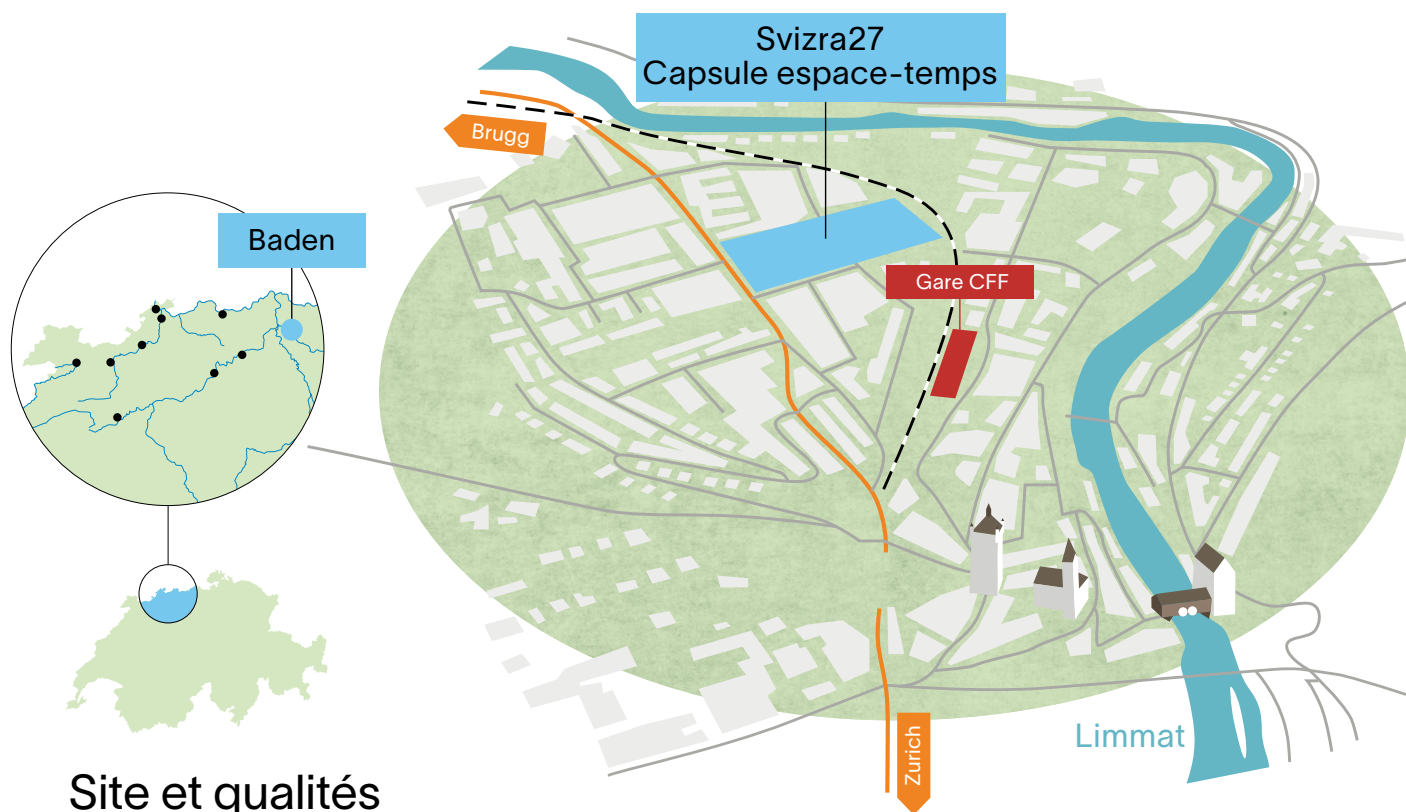 Svizra27
Capsule espace-temps
Brugg
Baden
Gare CFF
Limmat
Zurich
Site et qualités